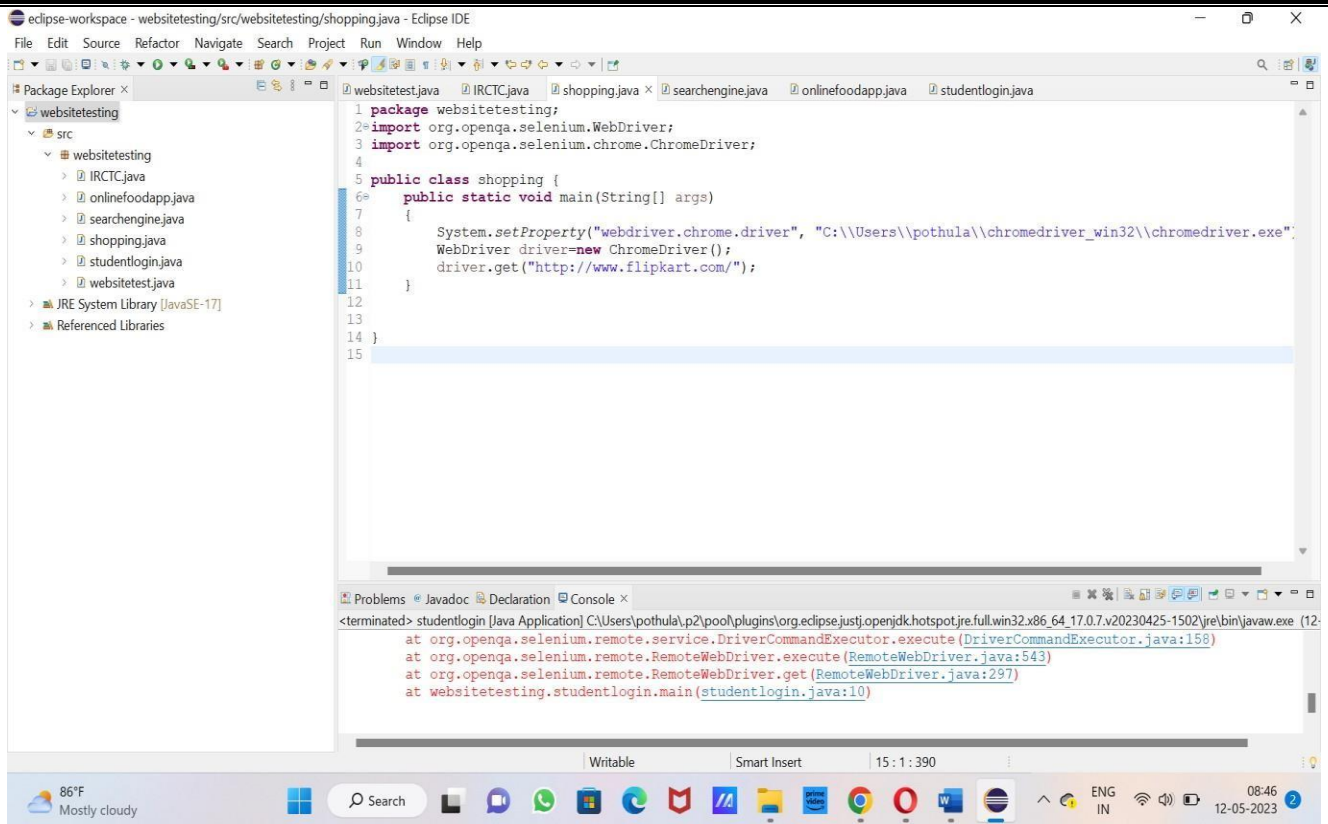 eclipse-workspace - websitetesting/src/websitetesting/shopping.java - Eclipse IDE
File Edit Source Refactor Navigate Search Project Run Window Help
Package Explorer ×
websitetesting
src
websitetesting
IRCTC.java
onlinefoodapp.java
searchengine.java
shopping.java
studentlogin.java
websitetest.java
JRE System Library [JavaSE-17]
Referenced Libraries
websitetest.java IRCTC.java shopping.java × searchengine.java onlinefoodapp.java studentlogin.java
1 package websitetesting;
2 import org.openqa.selenium.WebDriver;
3 import org.openqa.selenium.chrome.ChromeDriver;
4
5 public class shopping {
6 public static void main(String[] args)
7 {
8 System.setProperty("webdriver.chrome.driver", "C:\\Users\\pothula\\chromedriver_win32\\chromedriver.exe")
9 WebDriver driver=new ChromeDriver();
10 driver.get("http://www.flipkart.com/");
11 }
12
13
14 }
15
Problems Javadoc Declaration Console ×
<terminated> studentlogin [Java Application] C:\Users\pothula\.p2\pool\plugins\org.eclipse.justj.openjdk.hotspot.jre.full.win32.x86_64_17.0.7.v20230425-1502\jre\bin\javaw.exe (12-
at org.openqa.selenium.remote.service.DriverCommandExecutor.execute(DriverCommandExecutor.java:158)
at org.openqa.selenium.remote.RemoteWebDriver.execute(RemoteWebDriver.java:543)
at org.openqa.selenium.remote.RemoteWebDriver.get(RemoteWebDriver.java:297)
at websitetesting.studentlogin.main(studentlogin.java:10)
Writable Smart Insert 15 : 1 : 390
86°F
Mostly cloudy
Search
prime video
ENG
IN
08:46
12-05-2023
2